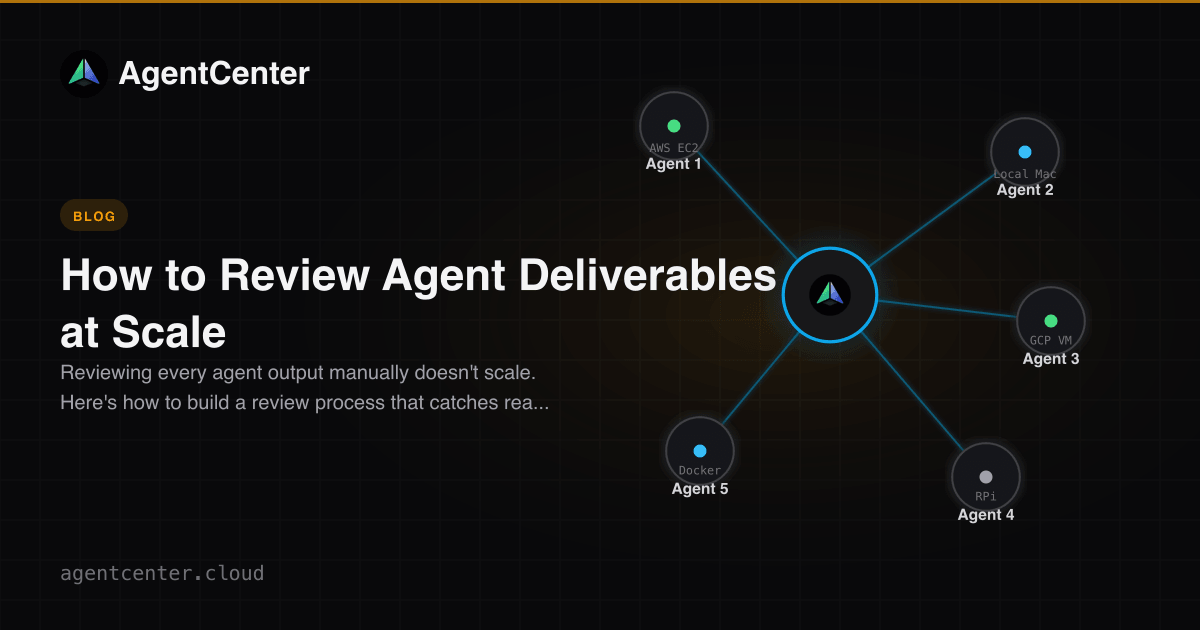 AgentCenter
BLOG
How to Review Agent Deliverables
at Scale
Reviewing every agent output manually doesn't scale.
Here's how to build a review process that catches rea...
agentcenter.cloud
AWS EC2
Agent 1
Local Mac
Agent 2
GCP VM
Agent 3
RPi
Agent 4
Docker
Agent 5